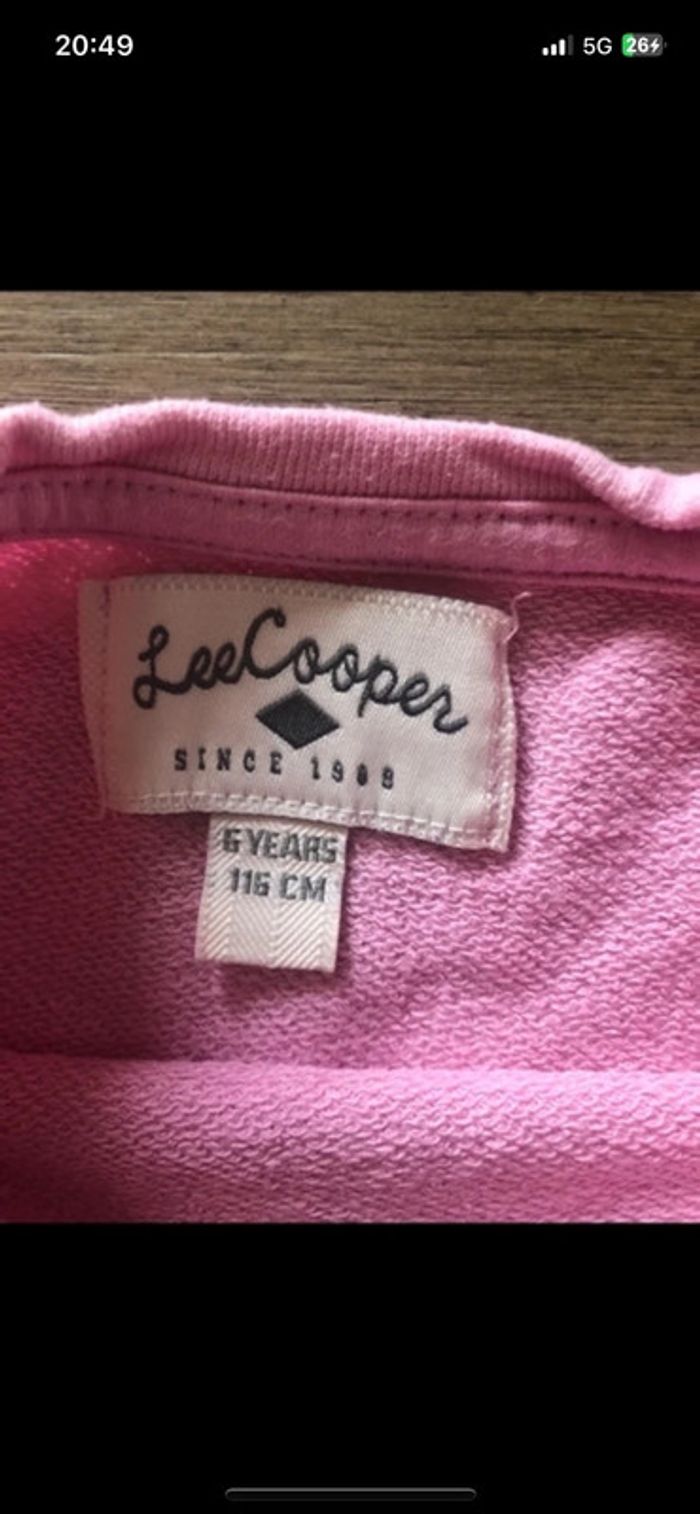 20:49
5G 26
LeeCooper
SINCE 1908
6 YEARS
116 CM